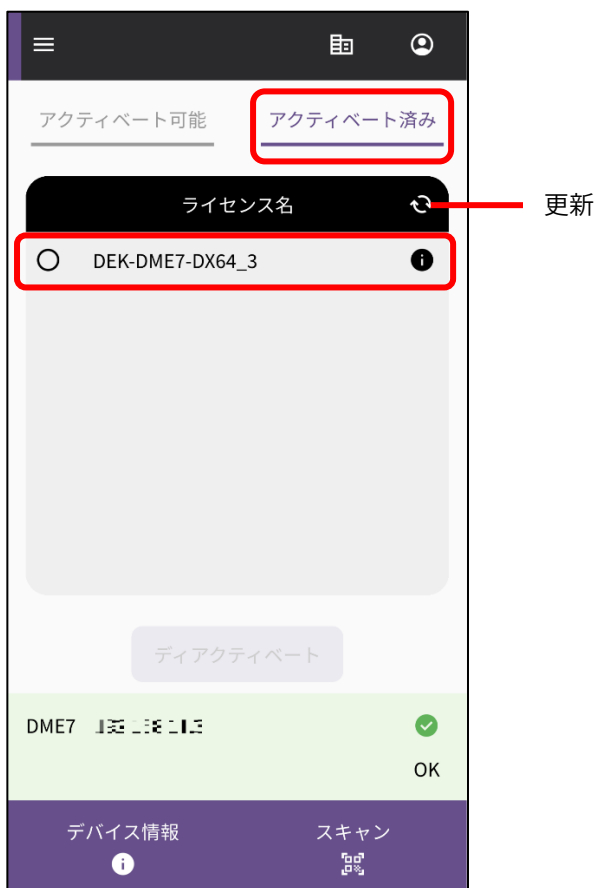 アクティベート可能
アクティベート済み
ライセンス名
更新
DEK-DME7-DX64_3
ディアクティベート
DME7
OK
デバイス情報
スキャン